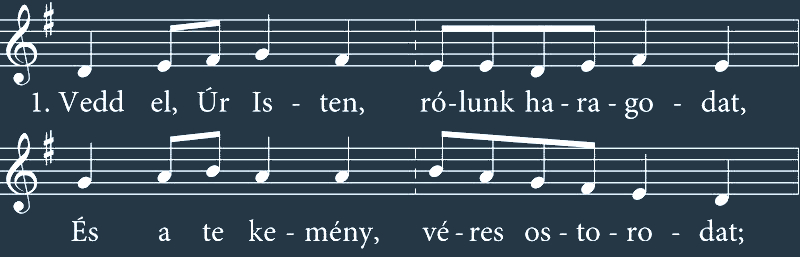 1. Vedd el, Úr Is - ten, ró-lunk ha - ra - go - dat,
És a te ke - mény, vé - res os - to - ro - dat;